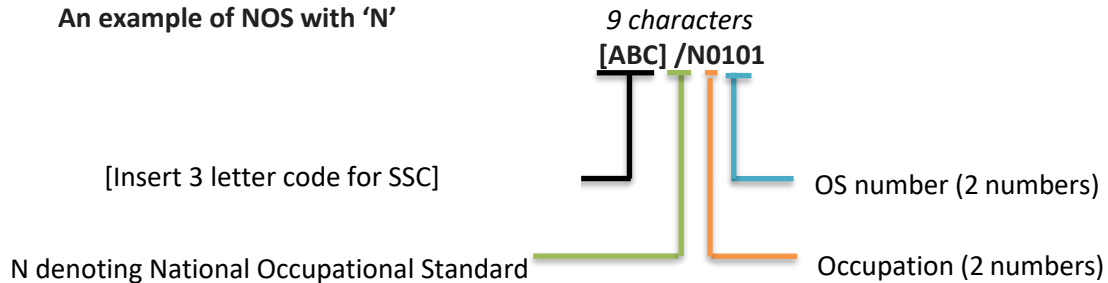 An example of NOS with ‘N’
9 characters
[ABC] /N0101
[Insert 3 letter code for SSC]
OS number (2 numbers)
N denoting National Occupational Standard
Occupation (2 numbers)